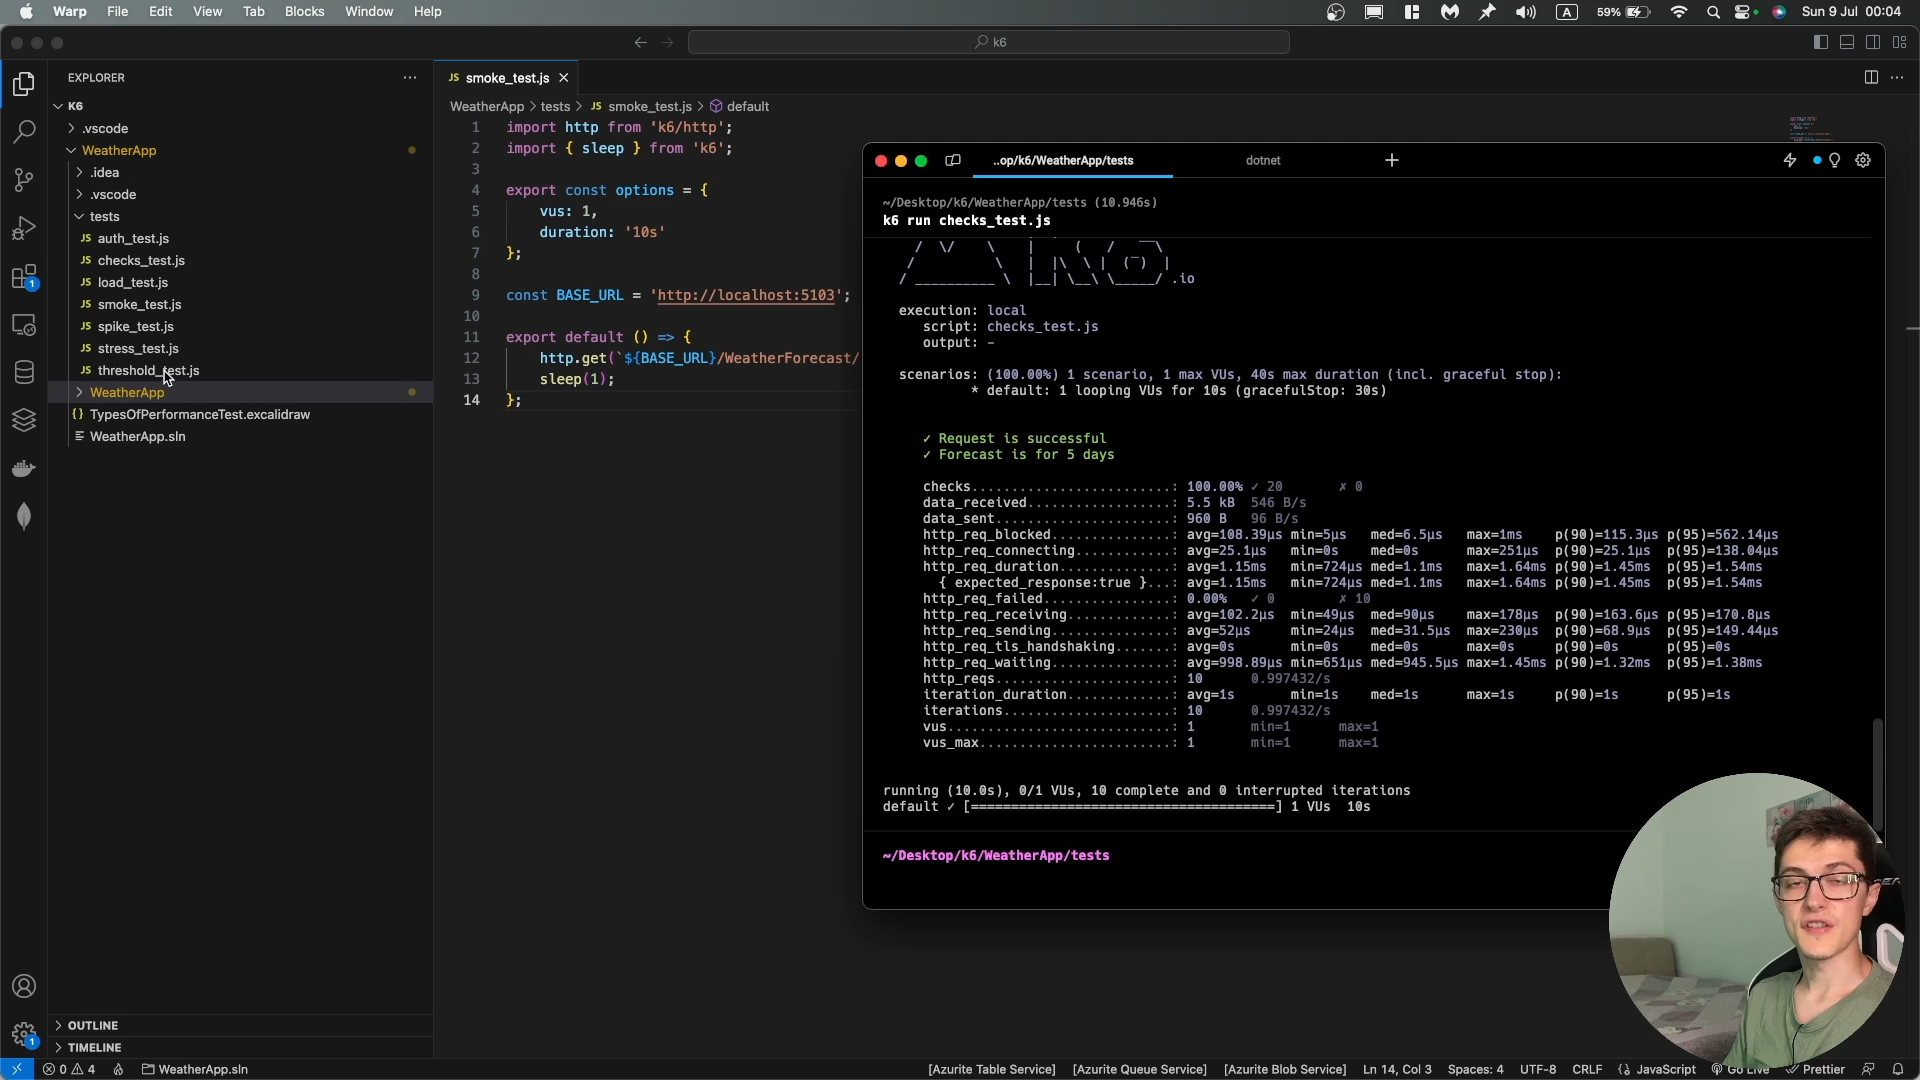 Warp File Edit View Tab Blocks Window Help
A 59% Sun 9 Jul 00:04
k6
EXPLORER
K6
.vscode
WeatherApp
.idea
.vscode
tests
JS auth_test.js
JS checks_test.js
JS load_test.js
JS smoke_test.js
JS spike_test.js
JS stress_test.js
JS threshold_test.js
WeatherApp
{} TypesOfPerformanceTest.excalidraw
WeatherApp.sln
OUTLINE
TIMELINE
1
1
JS smoke_test.js
WeatherApp > tests > JS smoke_test.js > default
1 import http from 'k6/http';
2 import { sleep } from 'k6';
3
4 export const options = {
5 vus: 1,
6 duration: '10s'
7 };
8
9 const BASE_URL = 'http://localhost:5103';
10
11 export default () => {
12 http.get(`${BASE_URL}/WeatherForecast/
13 sleep(1);
14 };
..op/k6/WeatherApp/tests dotnet
~/Desktop/k6/WeatherApp/tests (10.946s)
k6 run checks_test.js
/ \/ \ | ( / ‾‾\
/ \ | |\ \ | (‾) |
/ __________ \ |__| \__\ \_____/ .io
execution: local
script: checks_test.js
output: -
scenarios: (100.00%) 1 scenario, 1 max VUs, 40s max duration (incl. graceful stop):
* default: 1 looping VUs for 10s (gracefulStop: 30s)
✓ Request is successful
✓ Forecast is for 5 days
checks.........................: 100.00% ✓ 20 ✗ 0
data_received..................: 5.5 kB 546 B/s
data_sent......................: 960 B 96 B/s
http_req_blocked...............: avg=108.39µs min=5µs med=6.5µs max=1ms p(90)=115.3µs p(95)=562.14µs
http_req_connecting............: avg=25.1µs min=0s med=0s max=251µs p(90)=25.1µs p(95)=138.04µs
http_req_duration..............: avg=1.15ms min=724µs med=1.1ms max=1.64ms p(90)=1.45ms p(95)=1.54ms
{ expected_response:true }...: avg=1.15ms min=724µs med=1.1ms max=1.64ms p(90)=1.45ms p(95)=1.54ms
http_req_failed................: 0.00% ✓ 0 ✗ 10
http_req_receiving.............: avg=102.2µs min=49µs med=90µs max=178µs p(90)=163.6µs p(95)=170.8µs
http_req_sending...............: avg=52µs min=24µs med=31.5µs max=230µs p(90)=68.9µs p(95)=149.44µs
http_req_tls_handshaking.......: avg=0s min=0s med=0s max=0s p(90)=0s p(95)=0s
http_req_waiting...............: avg=998.89µs min=651µs med=945.5µs max=1.45ms p(90)=1.32ms p(95)=1.38ms
http_reqs......................: 10 0.997432/s
iteration_duration.............: avg=1s min=1s med=1s max=1s p(90)=1s p(95)=1s
iterations.....................: 10 0.997432/s
vus............................: 1 min=1 max=1
vus_max........................: 1 min=1 max=1
running (10.0s), 0/1 VUs, 10 complete and 0 interrupted iterations
default ✓ [======================================] 1 VUs 10s
~/Desktop/k6/WeatherApp/tests
0 4 WeatherApp.sln [Azurite Table Service] [Azurite Queue Service] [Azurite Blob Service] Ln 14, Col 3 Spaces: 4 UTF-8 CRLF {} JavaScript Go Live Prettier